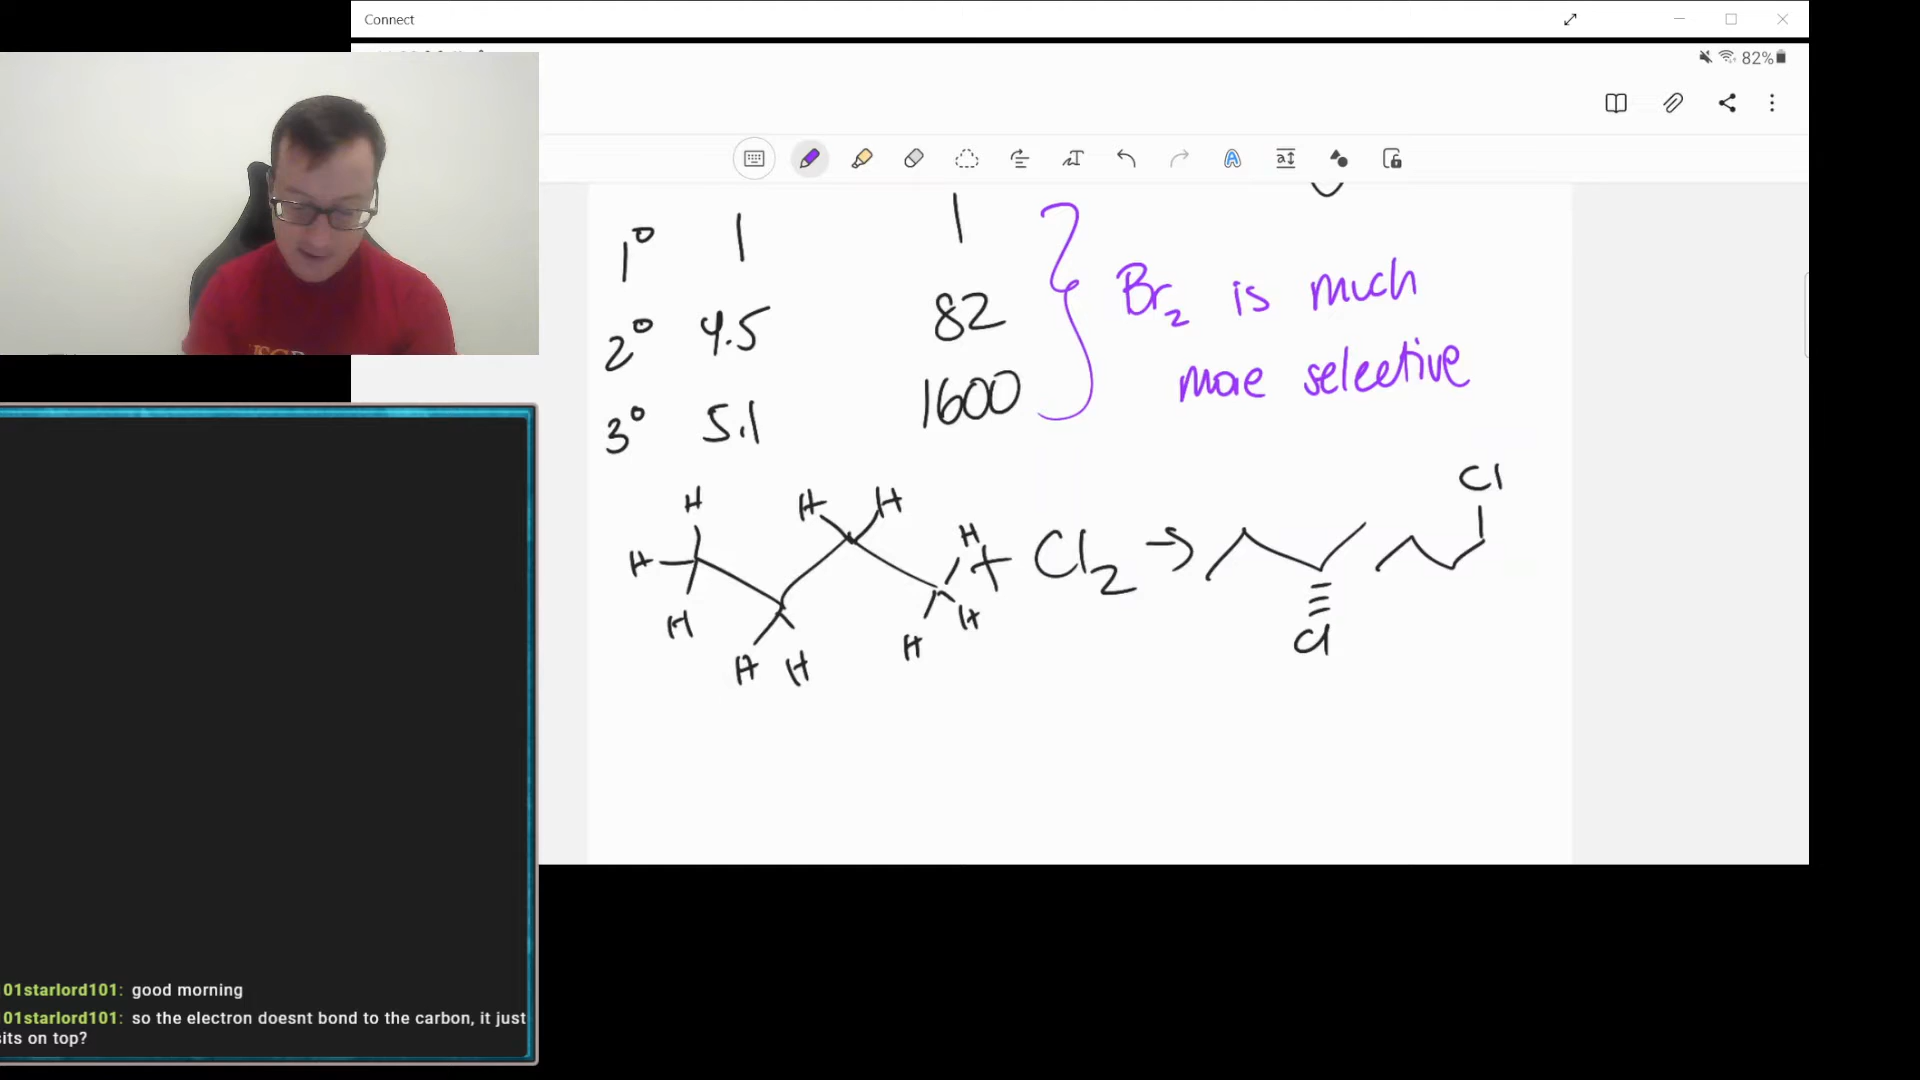 Connect
82%
1° 1 1
2° 4.5 82
3° 5.1 1600
Br2 is much
more selective
H H H H H H H H H H + Cl2 → Cl Cl
01starlord101: good morning
01starlord101: so the electron doesnt bond to the carbon, it just
sits on top?